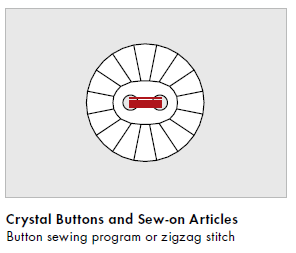 Crystal Buttons and Sew-on Articles
Button sewing program or zigzag stitch